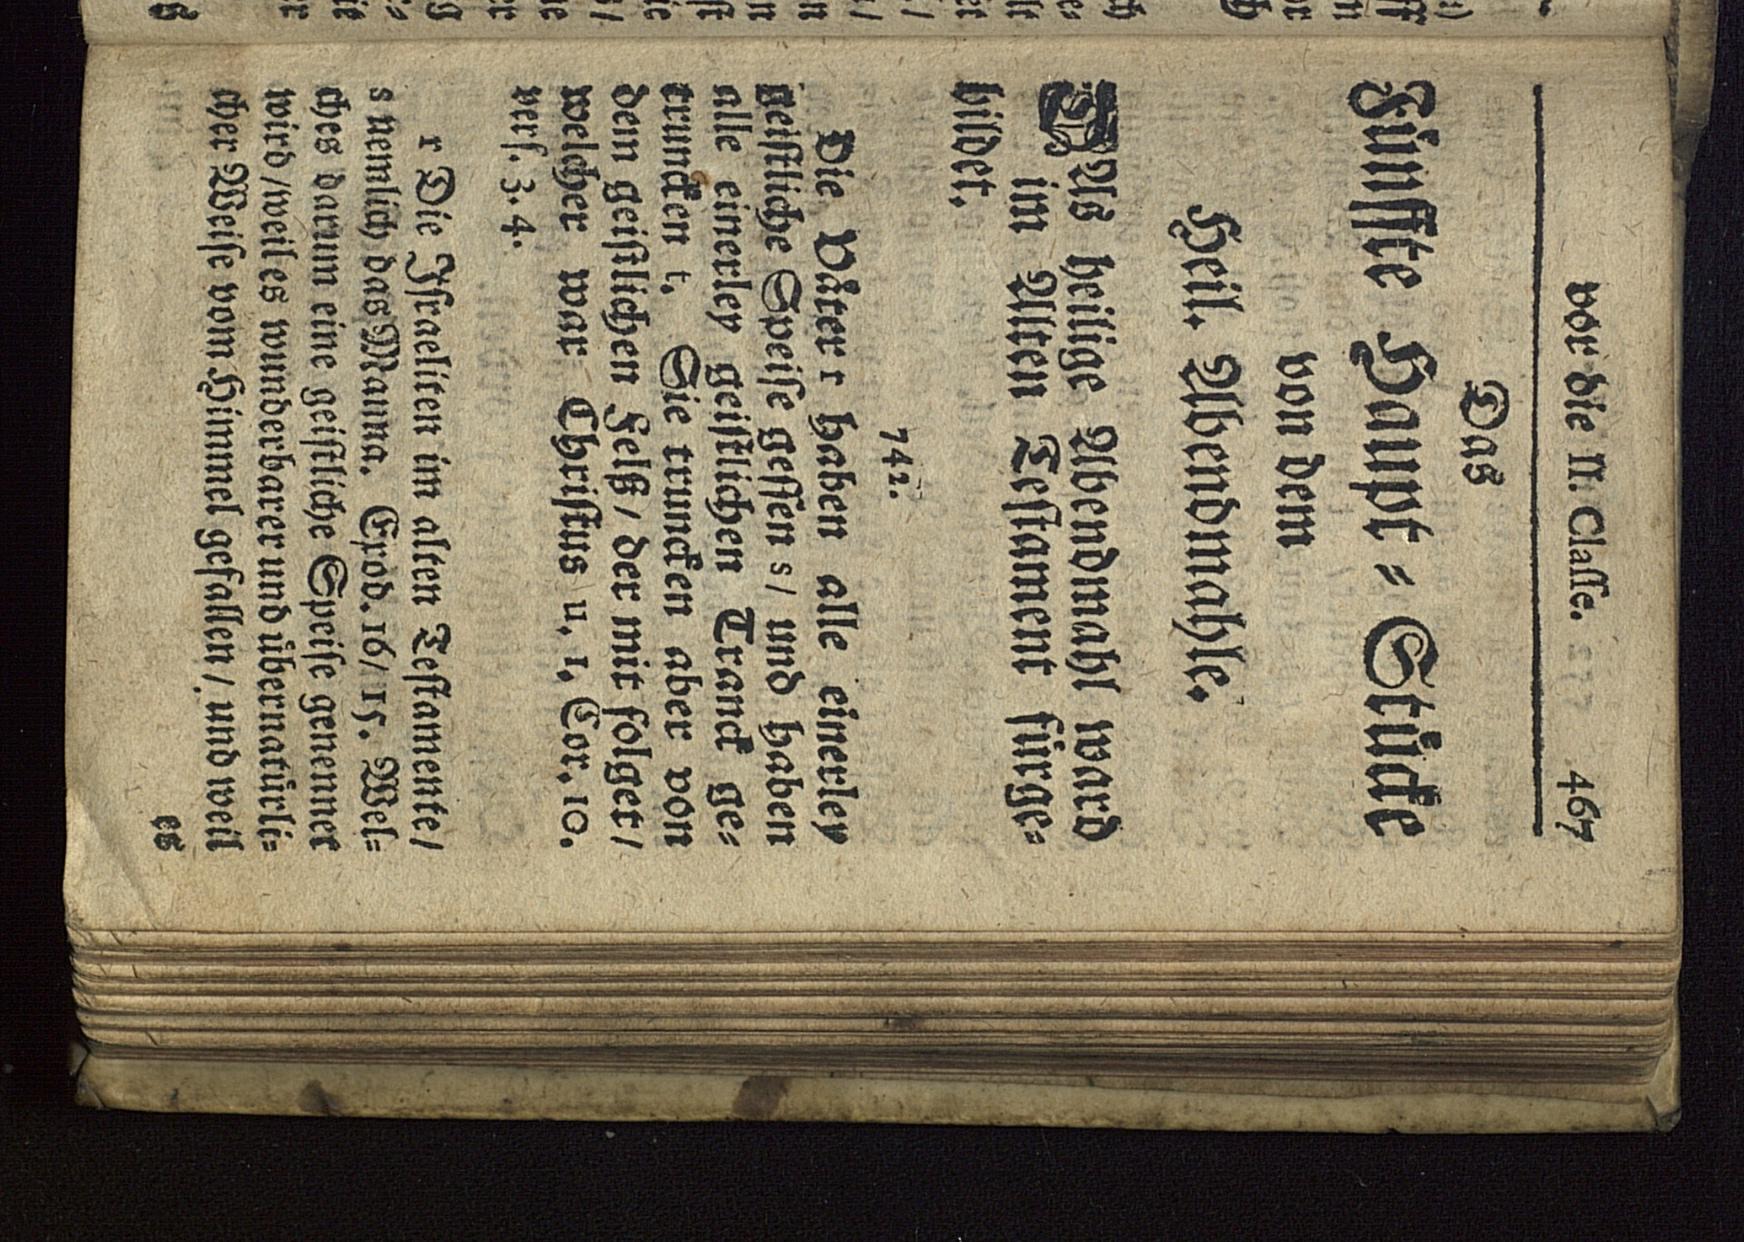 vor die II. Classe. 467
Das
Fünffte Haupt-Stücke
von dem
Heil. Abendmahle.
DAs heilige Abendmahl ward
im Alten Testament fürge-
bildet.
742.
Die Väter r haben alle einerley
geistliche Speise gessen s/ und haben
alle einerley geistlichen Tranck ge-
truncken t. Sie truncken aber von
dem geistlichen Felß/ der mit folget/
welcher war Christus u. 1. Cor. 10.
vers. 3. 4.
r Die Israeliten im alten Testamente/
s nemlich das Manna. Exod. 16/15. Wel-
ches darum eine geistliche Speise genennet
wird/weil es wunderbarer und übernatürli-
cher Weise vom Himmel gefallen/ und weil
es